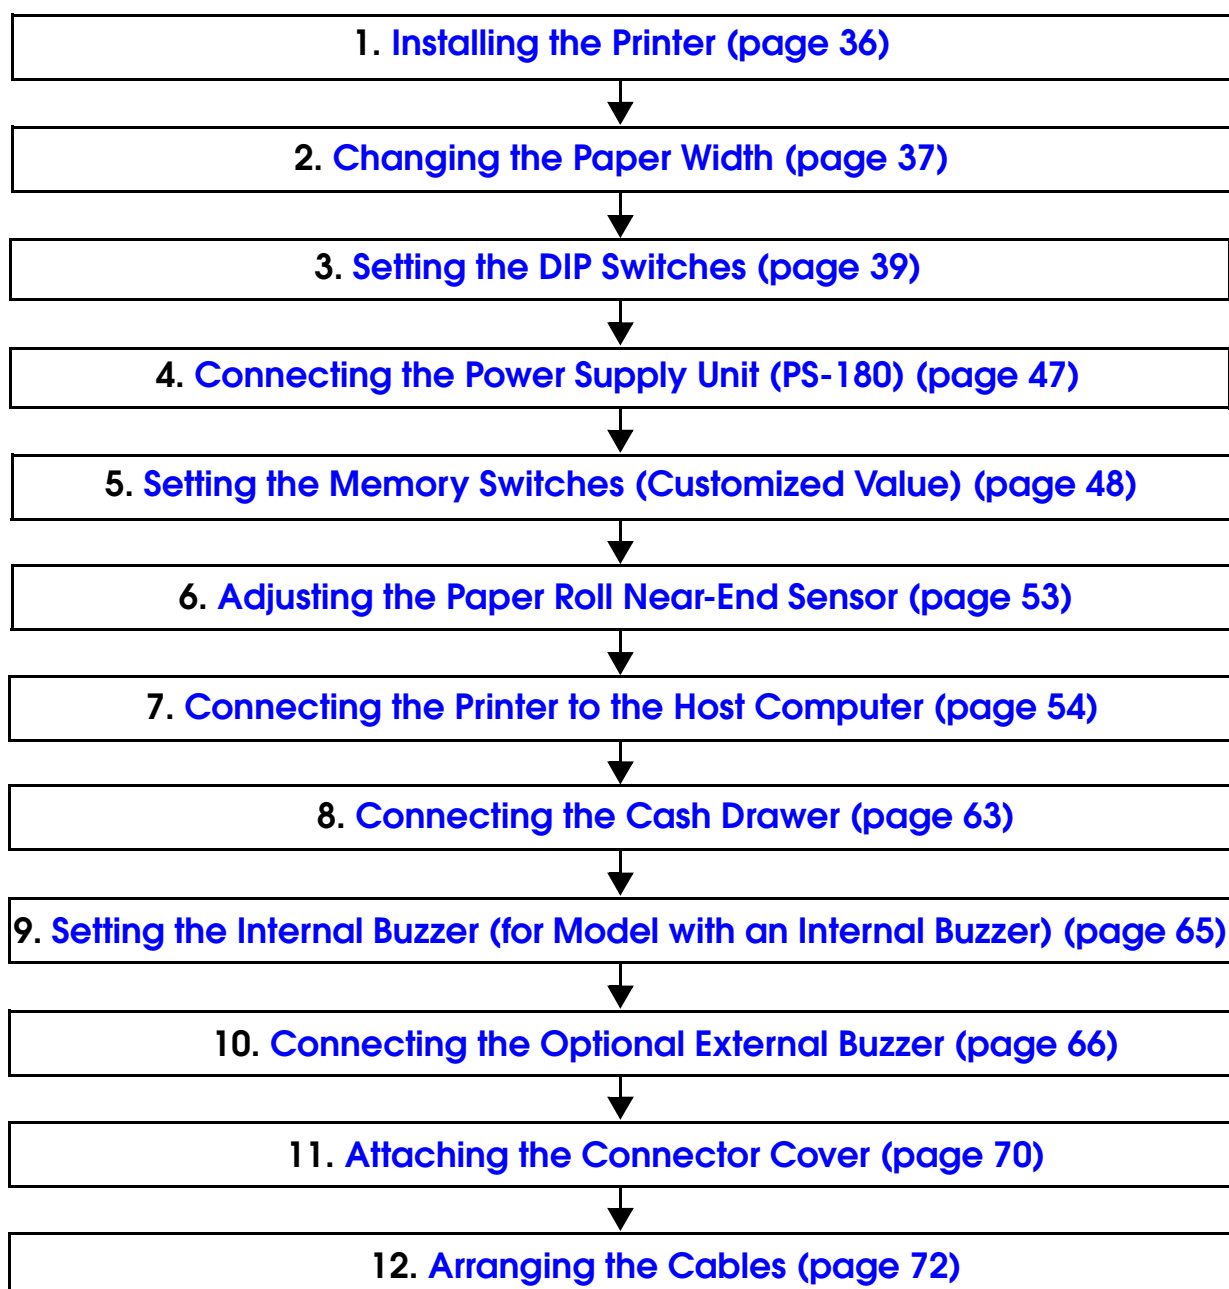 1. Installing the Printer (page 36)
2. Changing the Paper Width (page 37)
3. Setting the DIP Switches (page 39)
4. Connecting the Power Supply Unit (PS-180) (page 47)
5. Setting the Memory Switches (Customized Value) (page 48)
6. Adjusting the Paper Roll Near-End Sensor (page 53)
7. Connecting the Printer to the Host Computer (page 54)
8. Connecting the Cash Drawer (page 63)
9. Setting the Internal Buzzer (for Model with an Internal Buzzer) (page 65)
10. Connecting the Optional External Buzzer (page 66)
11. Attaching the Connector Cover (page 70)
12. Arranging the Cables (page 72)